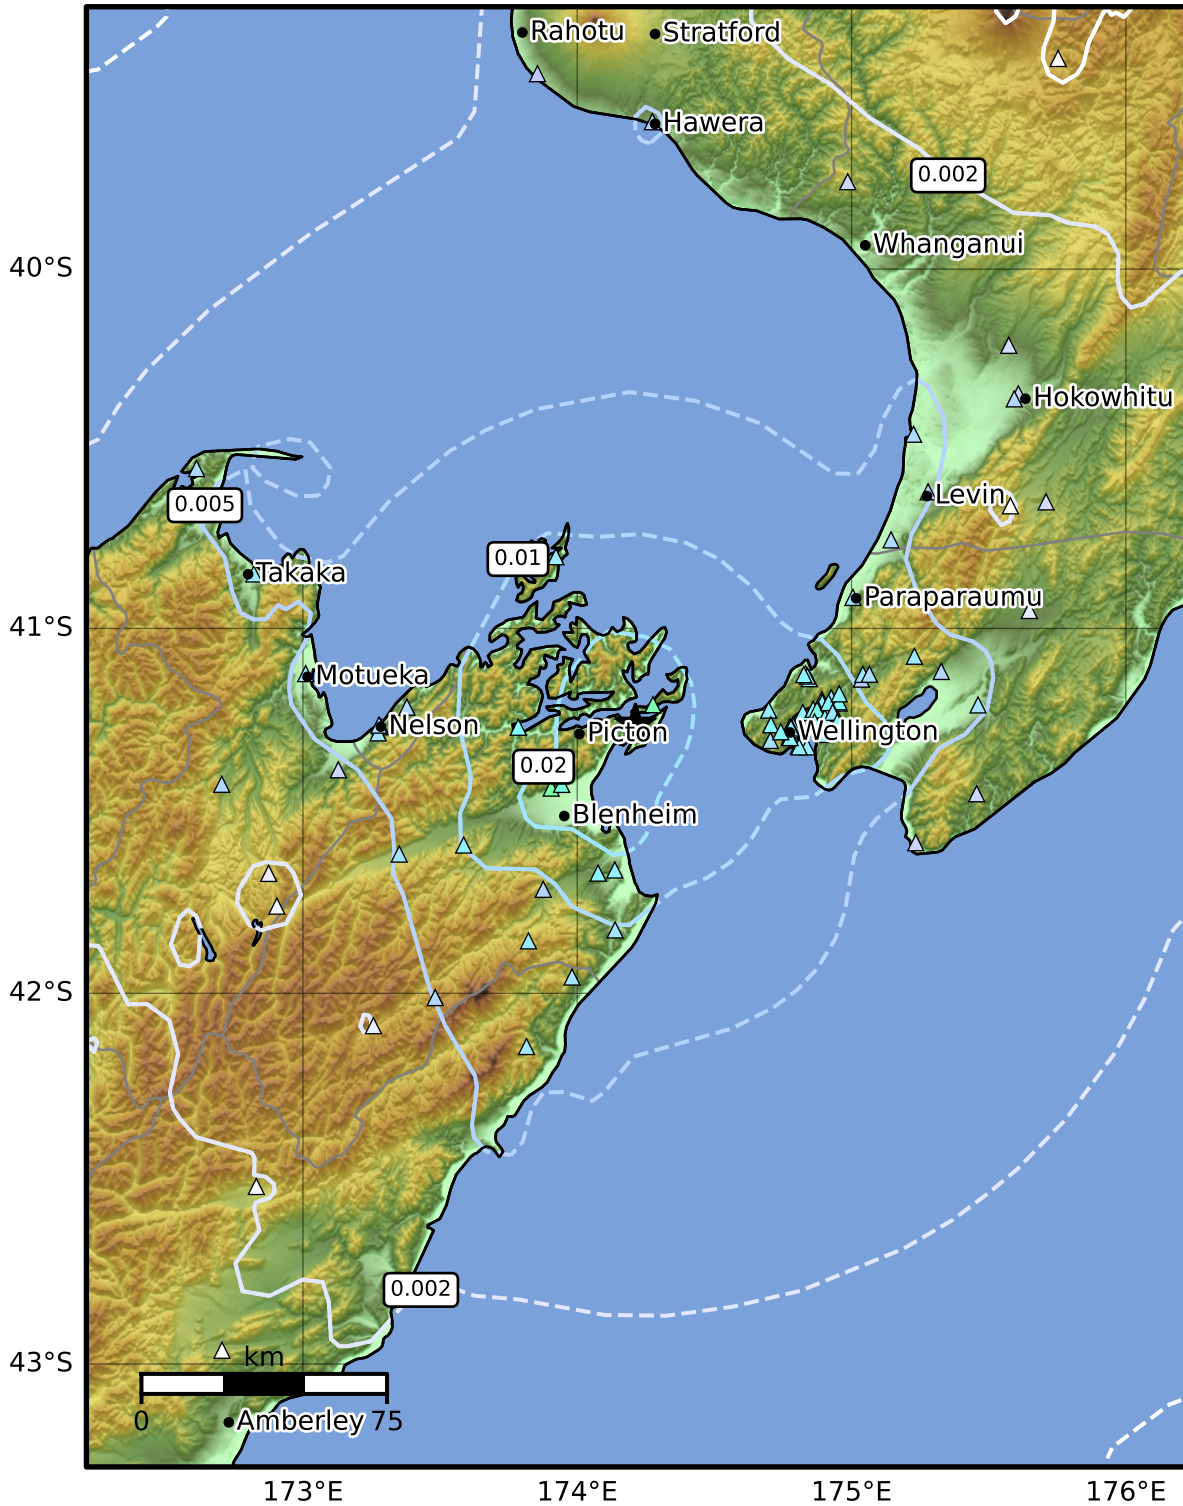 Rahotu
Stratford
Hawera
0.002
Whanganui
40°S
Hokowhitu
Levin
0.005
0.01
Takaka
Paraparaumu
41°S
Motueka
Nelson
Picton
Wellington
0.02
Blenheim
42°S
0.002
43°S
km
0
75
Amberley
173°E
174°E
175°E
176°E